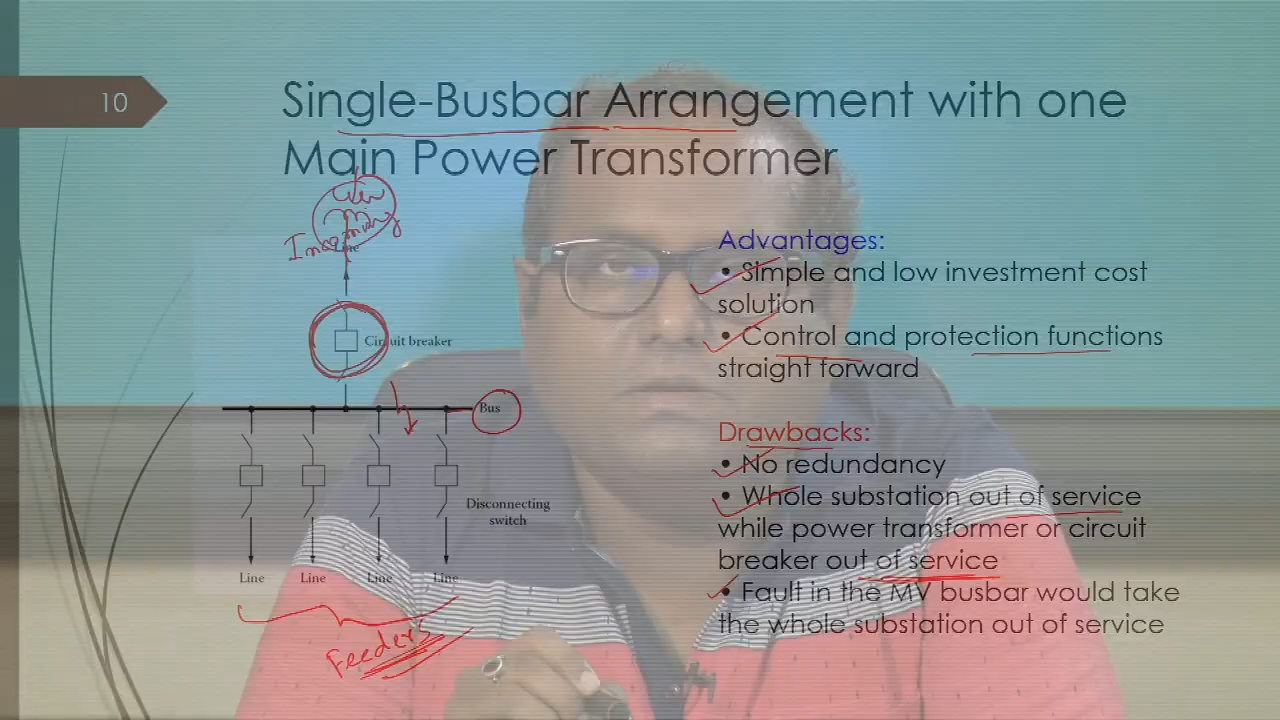 10
Single-Busbar Arrangement with one
Main Power Transformer
Incoming
Line
Circuit breaker
Bus
Disconnecting
switch
Line Line Line Line
Feeders
Advantages:
• Simple and low investment cost
solution
• Control and protection functions
straight forward
Drawbacks:
• No redundancy
• Whole substation out of service
while power transformer or circuit
breaker out of service
• Fault in the MV busbar would take
the whole substation out of service